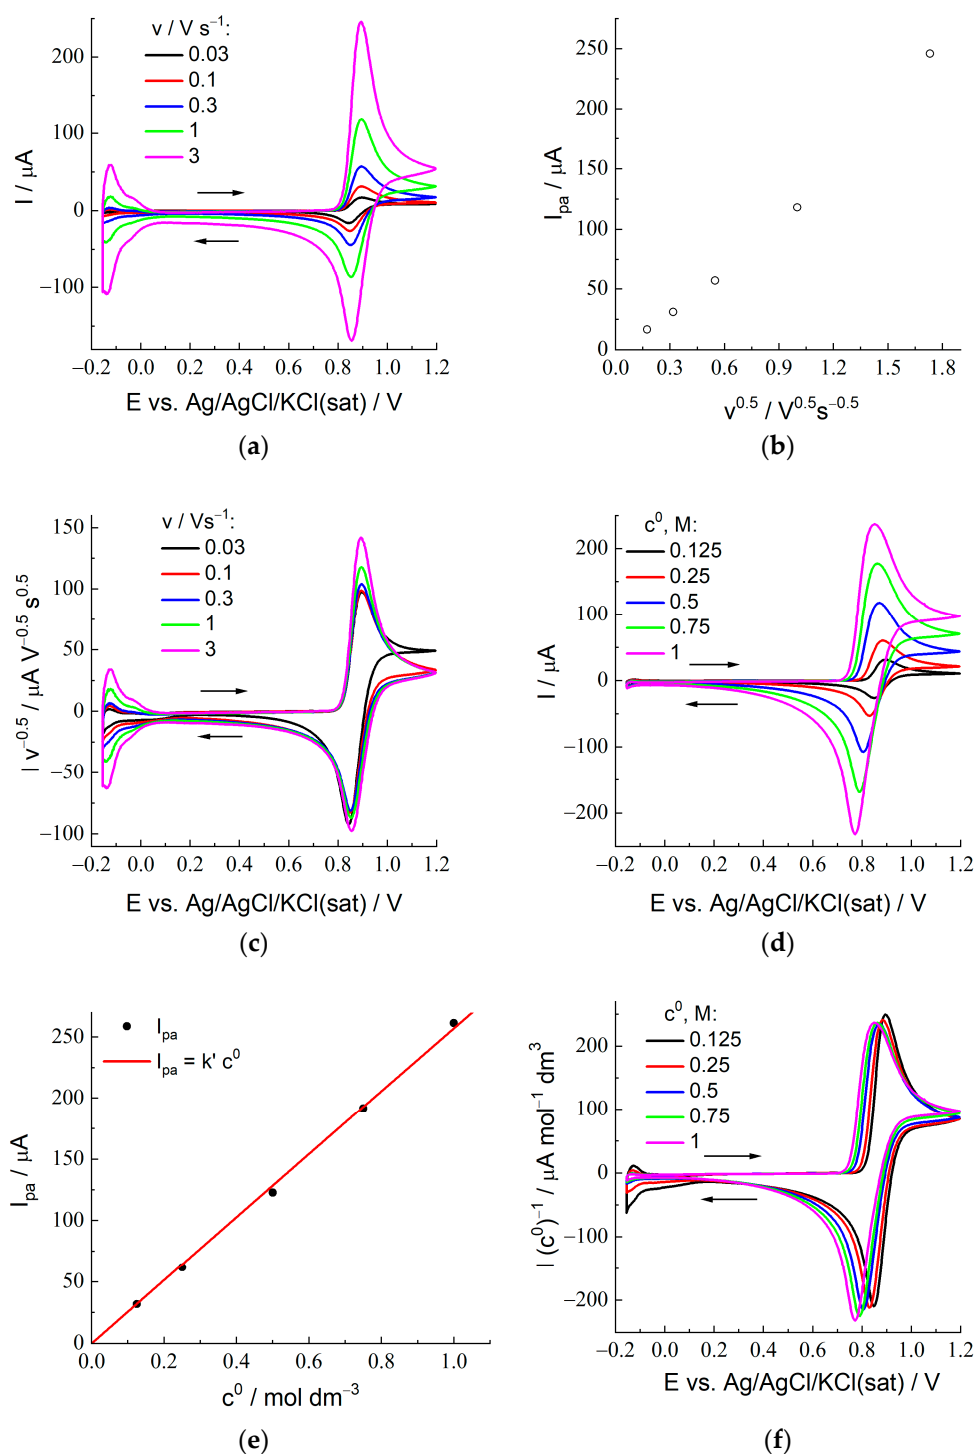 v / V s⁻¹:
0.03
0.1
0.3
1
3
200
100
0
−100
I / µA
−0.2 0.0 0.2 0.4 0.6 0.8 1.0 1.2
E vs. Ag/AgCl/KCl(sat) / V
(a)
250
200
150
100
50
0
I_pa / µA
0.0 0.3 0.6 0.9 1.2 1.5 1.8
v^0.5 / V^0.5 s^−0.5
(b)
v / Vs⁻¹:
0.03
0.1
0.3
1
3
150
100
50
0
−50
−100
I v^−0.5 / µA V^−0.5 s^0.5
−0.2 0.0 0.2 0.4 0.6 0.8 1.0 1.2
E vs. Ag/AgCl/KCl(sat) / V
(c)
c⁰, M:
0.125
0.25
0.5
0.75
1
200
100
0
−100
−200
I / µA
−0.2 0.0 0.2 0.4 0.6 0.8 1.0 1.2
E vs. Ag/AgCl/KCl(sat) / V
(d)
I_pa
I_pa = k' c⁰
250
200
150
100
50
0
I_pa / µA
0.0 0.2 0.4 0.6 0.8 1.0
c⁰ / mol dm⁻³
(e)
c⁰, M:
0.125
0.25
0.5
0.75
1
300
200
100
0
−100
−200
I (c⁰)⁻¹ / µA mol⁻¹ dm³
−0.2 0.0 0.2 0.4 0.6 0.8 1.0 1.2
E vs. Ag/AgCl/KCl(sat) / V
(f)